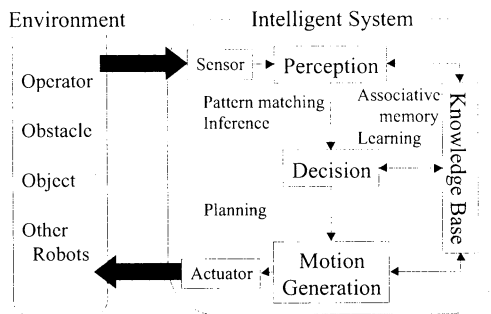 Environment
Intelligent System
Operator
Obstacle
Object
Other
Robots
Sensor
Perception
Pattern matching
Inference
Associative
memory
Learning
Decision
Planning
Motion
Generation
Actuator
Knowledge Base